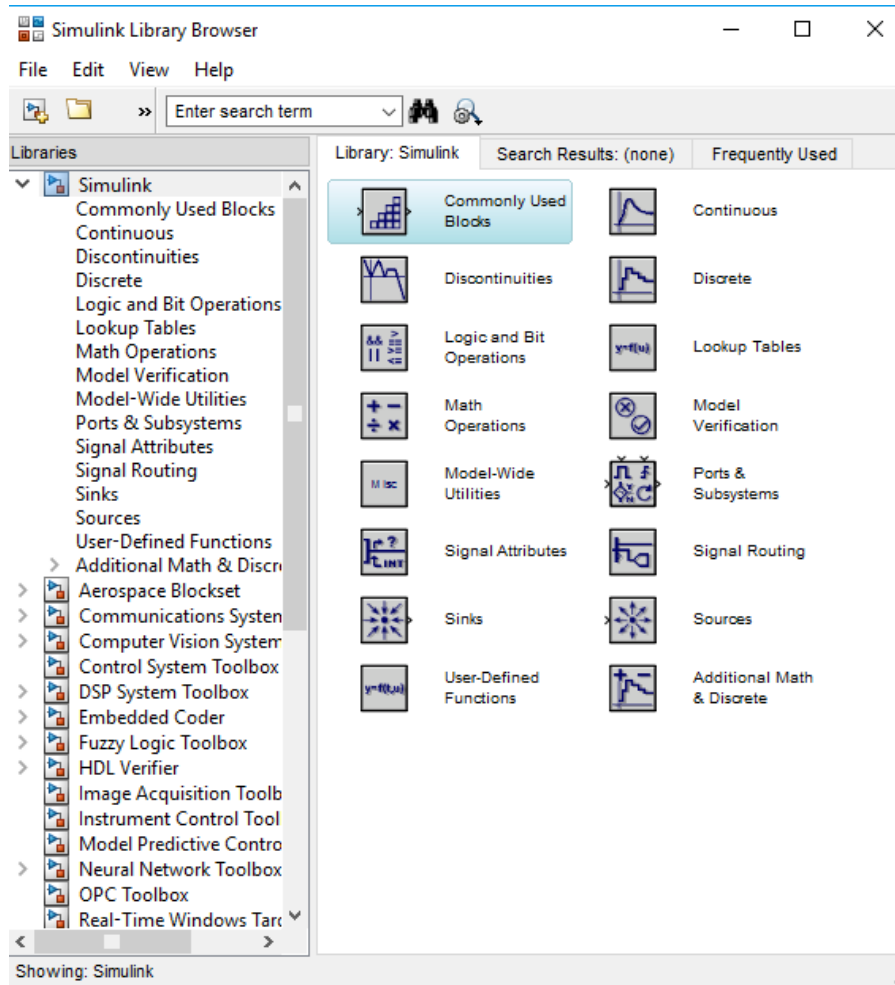 Simulink Library Browser
File Edit View Help
» Enter search term
Libraries
Simulink
Commonly Used Blocks
Continuous
Discontinuities
Discrete
Logic and Bit Operations
Lookup Tables
Math Operations
Model Verification
Model-Wide Utilities
Ports & Subsystems
Signal Attributes
Signal Routing
Sinks
Sources
User-Defined Functions
Additional Math & Discr
Aerospace Blockset
Communications System
Computer Vision System
Control System Toolbox
DSP System Toolbox
Embedded Coder
Fuzzy Logic Toolbox
HDL Verifier
Image Acquisition Toolb
Instrument Control Tool
Model Predictive Contro
Neural Network Toolbox
OPC Toolbox
Real-Time Windows Targ
Library: Simulink Search Results: (none) Frequently Used
Commonly Used
Blocks
Continuous
Discontinuities
Discrete
&& > == || >= <=
Logic and Bit
Operations
y=f(u)
Lookup Tables
+ − ÷ ×
Math
Operations
Model
Verification
Misc
Model-Wide
Utilities
Ports &
Subsystems
? INT
Signal Attributes
Signal Routing
Sinks
Sources
y=f(t,u)
User-Defined
Functions
+ −
Additional Math
& Discrete
Showing: Simulink